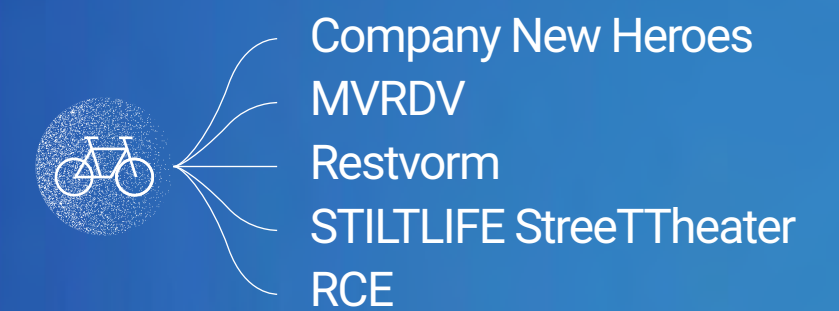 Company New Heroes
MVRDV
Restvorm
STILTLIFE StreeTTheater
RCE